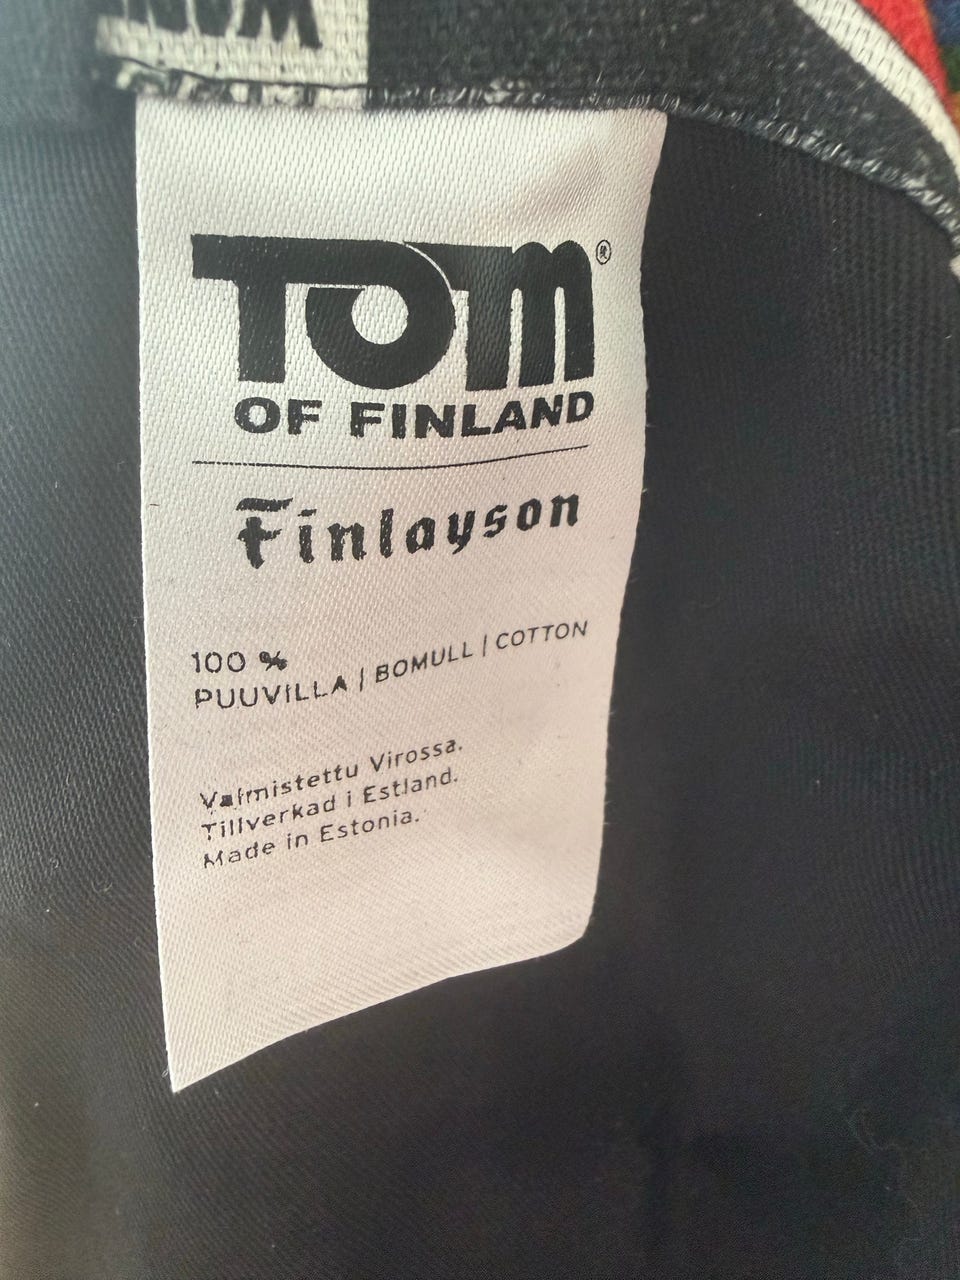 TOM®
OF FINLAND
Finlayson
100 %
PUUVILLA | BOMULL | COTTON
Valmistettu Virossa.
Tillverkad i Estland.
Made in Estonia.